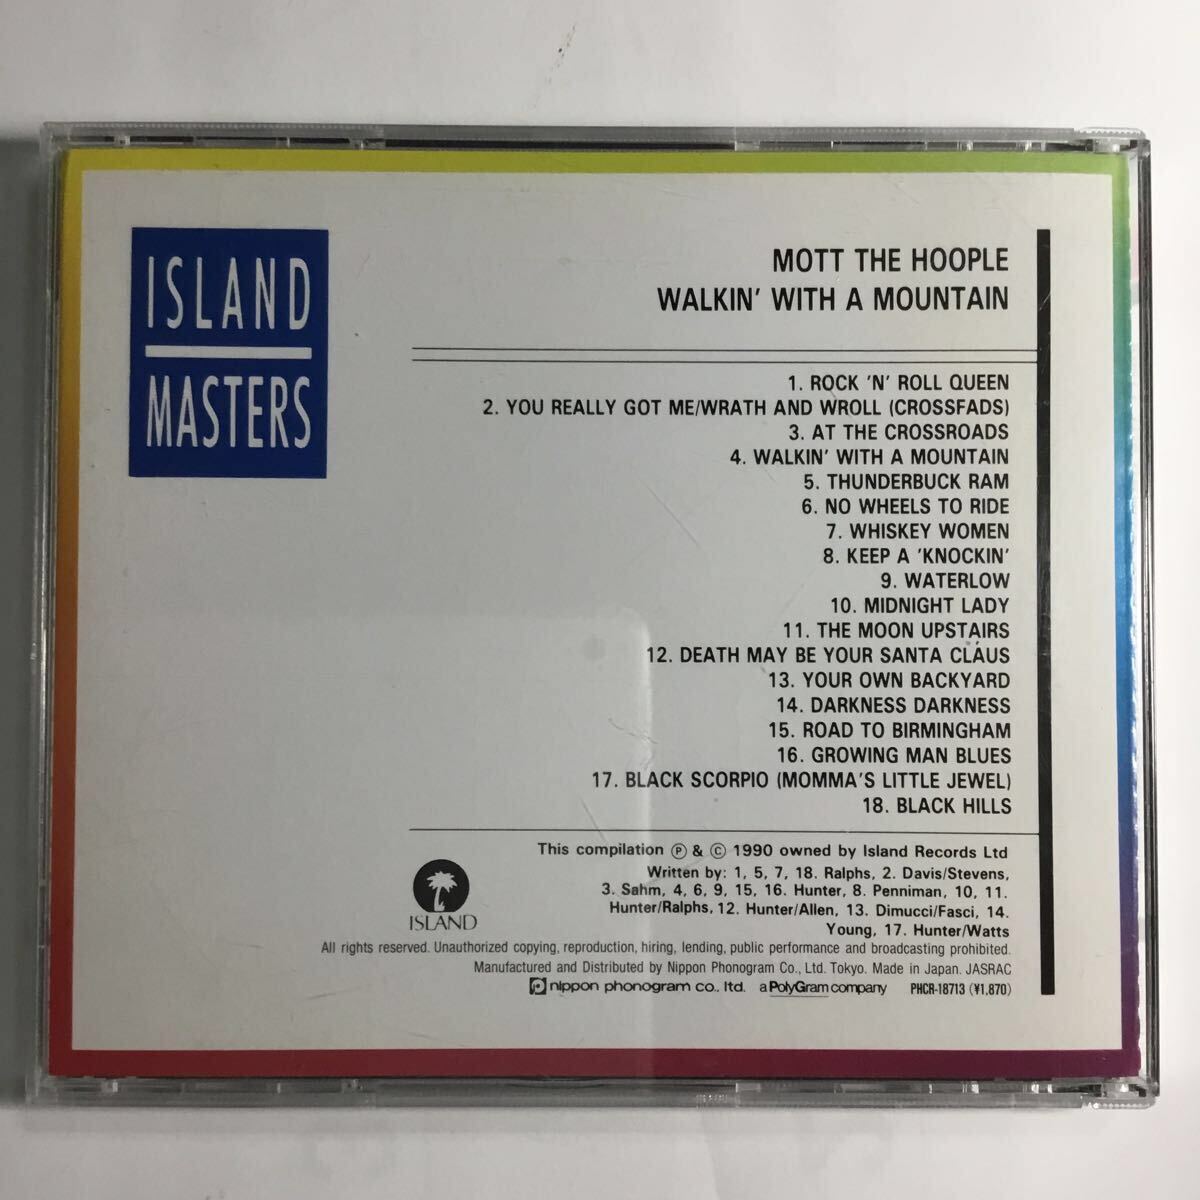 ISLAND
MASTERS
MOTT THE HOOPLE
WALKIN' WITH A MOUNTAIN
1. ROCK 'N' ROLL QUEEN
2. YOU REALLY GOT ME/WRATH AND WROLL (CROSSFADS)
3. AT THE CROSSROADS
4. WALKIN' WITH A MOUNTAIN
5. THUNDERBUCK RAM
6. NO WHEELS TO RIDE
7. WHISKEY WOMEN
8. KEEP A 'KNOCKIN'
9. WATERLOW
10. MIDNIGHT LADY
11. THE MOON UPSTAIRS
12. DEATH MAY BE YOUR SANTA CLAUS
13. YOUR OWN BACKYARD
14. DARKNESS DARKNESS
15. ROAD TO BIRMINGHAM
16. GROWING MAN BLUES
17. BLACK SCORPIO (MOMMA'S LITTLE JEWEL)
18. BLACK HILLS
This compilation Ⓟ & © 1990 owned by Island Records Ltd
Written by: 1, 5, 7, 18. Ralphs, 2. Davis/Stevens,
3. Sahm, 4, 6, 9, 15, 16. Hunter, 8. Penniman, 10, 11.
Hunter/Ralphs, 12. Hunter/Allen, 13. Dimucci/Fasci, 14.
Young, 17. Hunter/Watts
ISLAND
All rights reserved. Unauthorized copying, reproduction, hiring, lending, public performance and broadcasting prohibited.
Manufactured and Distributed by Nippon Phonogram Co., Ltd. Tokyo. Made in Japan. JASRAC
nippon phonogram co., ltd. a PolyGram company PHCR-18713 (¥1,870)